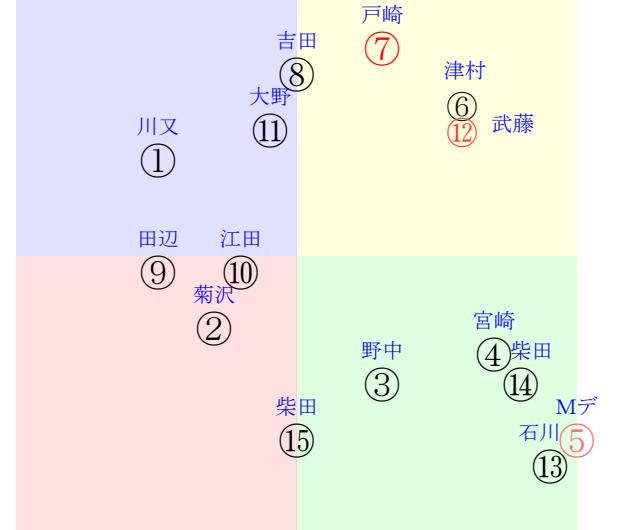 戸崎
⑦
吉田
⑧
津村
⑥
大野
⑪
武藤
⑫
川又
①
田辺
⑨
江田
⑩
菊沢
②
宮崎
④
野中
③
柴田
⑭
柴田
⑮
Mデ
⑤
石川
⑬